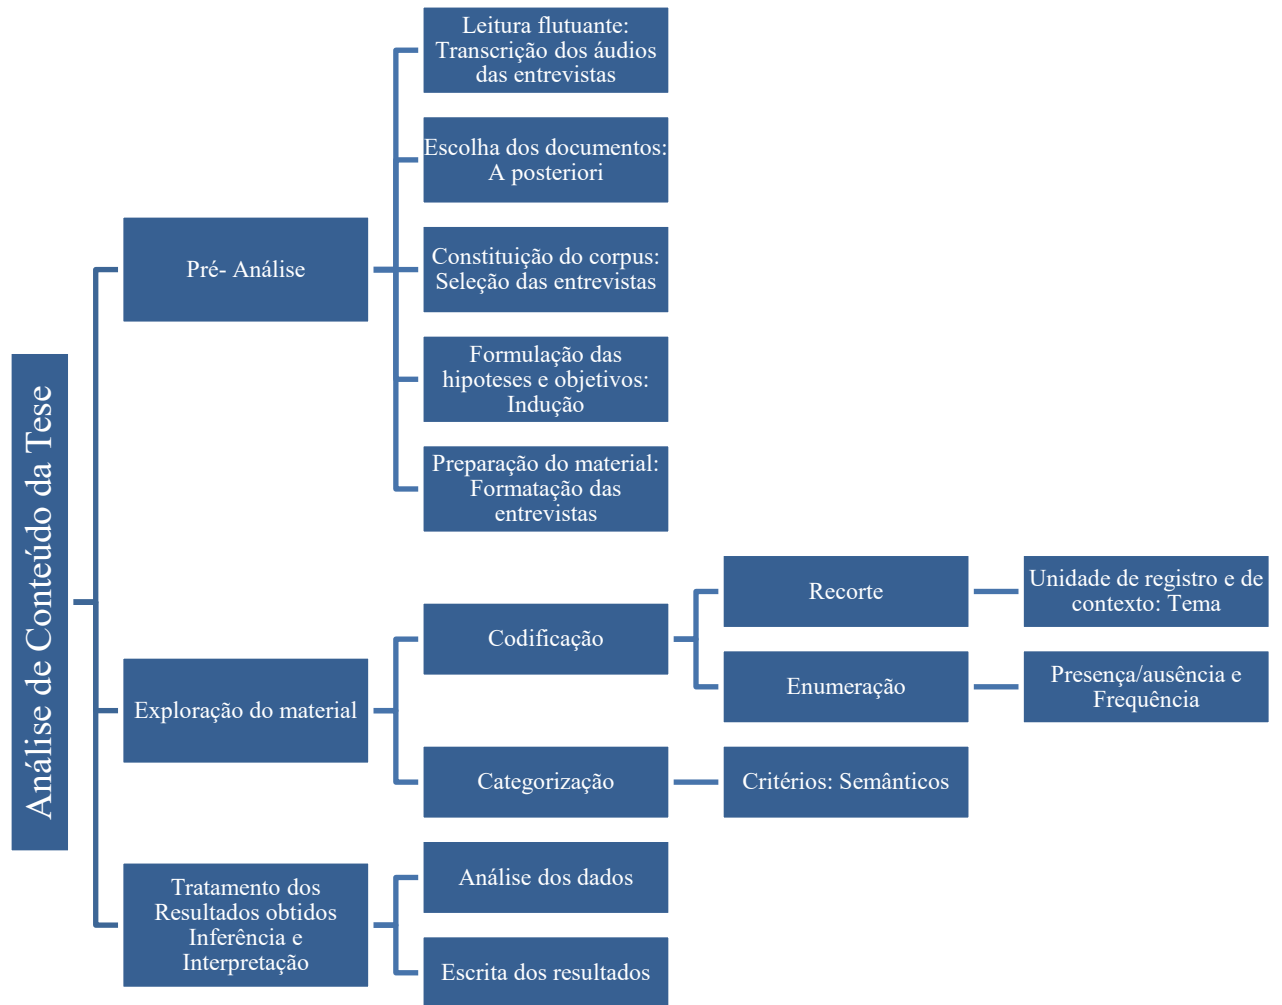 Análise de Conteúdo da Tese
Pré- Análise
Leitura flutuante:
Transcrição dos áudios
das entrevistas
Escolha dos documentos:
A posteriori
Constituição do corpus:
Seleção das entrevistas
Formulação das
hipoteses e objetivos:
Indução
Preparação do material:
Formatação das
entrevistas
Exploração do material
Codificação
Recorte
Unidade de registro e de
contexto: Tema
Enumeração
Presença/ausência e
Frequência
Categorização
Critérios: Semânticos
Tratamento dos
Resultados obtidos
Inferência e
Interpretação
Análise dos dados
Escrita dos resultados